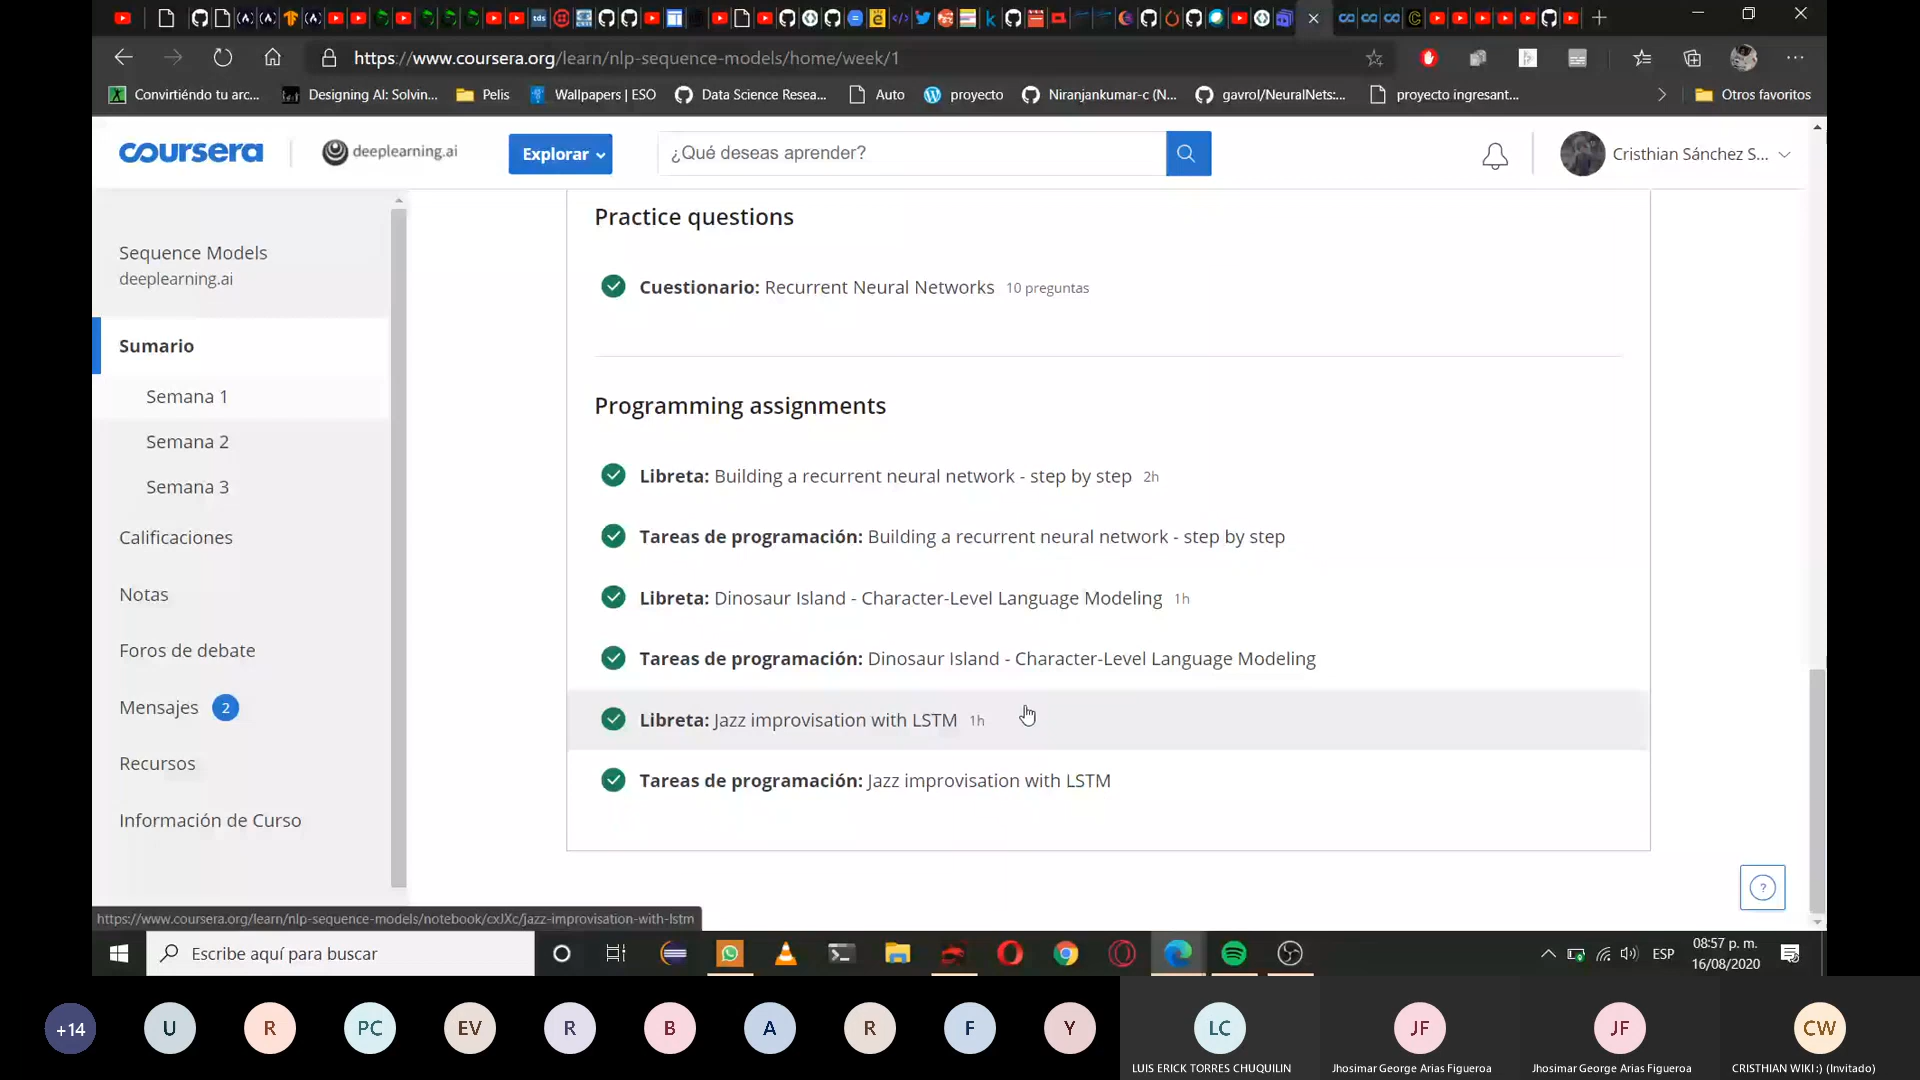 tds
https://www.coursera.org/learn/nlp-sequence-models/home/week/1
Convirtiéndo tu arc...
Designing AI: Solvin...
Pelis
Wallpapers | ESO
Data Science Resea...
Auto
proyecto
Niranjankumar-c (N...
gavrol/NeuralNets:...
proyecto ingresant...
Otros favoritos
coursera
deeplearning.ai
Explorar
¿Qué deseas aprender?
Cristhian Sánchez S...
Sequence Models
deeplearning.ai
Sumario
Semana 1
Semana 2
Semana 3
Calificaciones
Notas
Foros de debate
Mensajes 2
Recursos
Información de Curso
Practice questions
Cuestionario: Recurrent Neural Networks 10 preguntas
Programming assignments
Libreta: Building a recurrent neural network - step by step 2h
Tareas de programación: Building a recurrent neural network - step by step
Libreta: Dinosaur Island - Character-Level Language Modeling 1h
Tareas de programación: Dinosaur Island - Character-Level Language Modeling
Libreta: Jazz improvisation with LSTM 1h
Tareas de programación: Jazz improvisation with LSTM
?
https://www.coursera.org/learn/nlp-sequence-models/notebook/cxJXc/jazz-improvisation-with-lstm
Escribe aquí para buscar
ESP
08:57 p. m.
16/08/2020
+14
U
R
PC
EV
R
B
A
R
F
Y
LC
JF
JF
CW
LUIS ERICK TORRES CHUQUILIN
Jhosimar George Arias Figueroa
Jhosimar George Arias Figueroa
CRISTHIAN WIKI :) (Invitado)